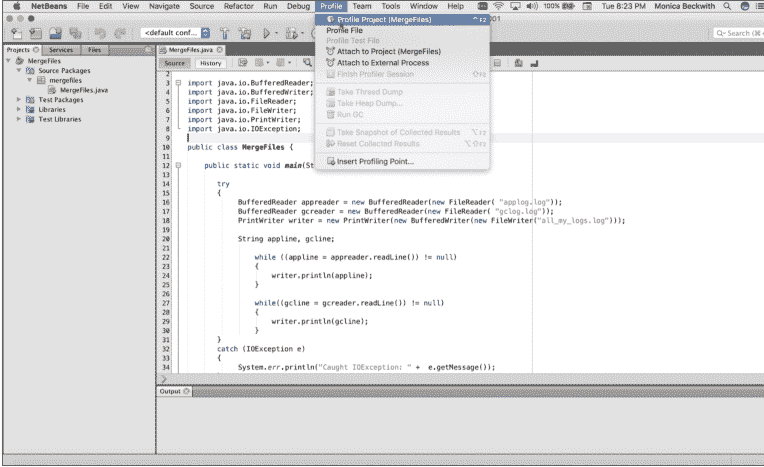 NetBeans File Edit View Navigate Source Refactor Run Debug Profile Team Tools Window Help 100% Tue 8:23 PM Monica Beckwith
001
<default conf...
Search (⌘
Profile Project (MergeFiles) ^F2
Profile File
Profile Test File
Attach to Project (MergeFiles)
Attach to External Process
Finish Profiler Session ⇧F2
Take Thread Dump
Take Heap Dump...
Run GC
Take Snapshot of Collected Results ⌥F2
Reset Collected Results ⌥⇧F2
Insert Profiling Point...
Projects Services Files
MergeFiles
Source Packages
mergefiles
MergeFiles.java
Test Packages
Libraries
Test Libraries
MergeFiles.java
Source History
2
3 import java.io.BufferedReader;
4 import java.io.BufferedWriter;
5 import java.io.FileReader;
6 import java.io.FileWriter;
7 import java.io.PrintWriter;
8 import java.io.IOException;
9
10 public class MergeFiles {
11
12 public static void main(St
13
14 try
15 {
16 BufferedReader appreader = new BufferedReader(new FileReader( "applog.log"));
17 BufferedReader gcreader = new BufferedReader(new FileReader( "gclog.log"));
18 PrintWriter writer = new PrintWriter(new BufferedWriter(new FileWriter("all_my_logs.log")));
19
20 String appline, gcline;
21
22 while ((appline = appreader.readLine()) != null)
23 {
24 writer.println(appline);
25 }
26
27 while((gcline = gcreader.readLine()) != null)
28 {
29 writer.println(gcline);
30 }
31 }
32 catch (IOException e)
33 {
34 System.err.println("Caught IOException: " + e.getMessage());
Output